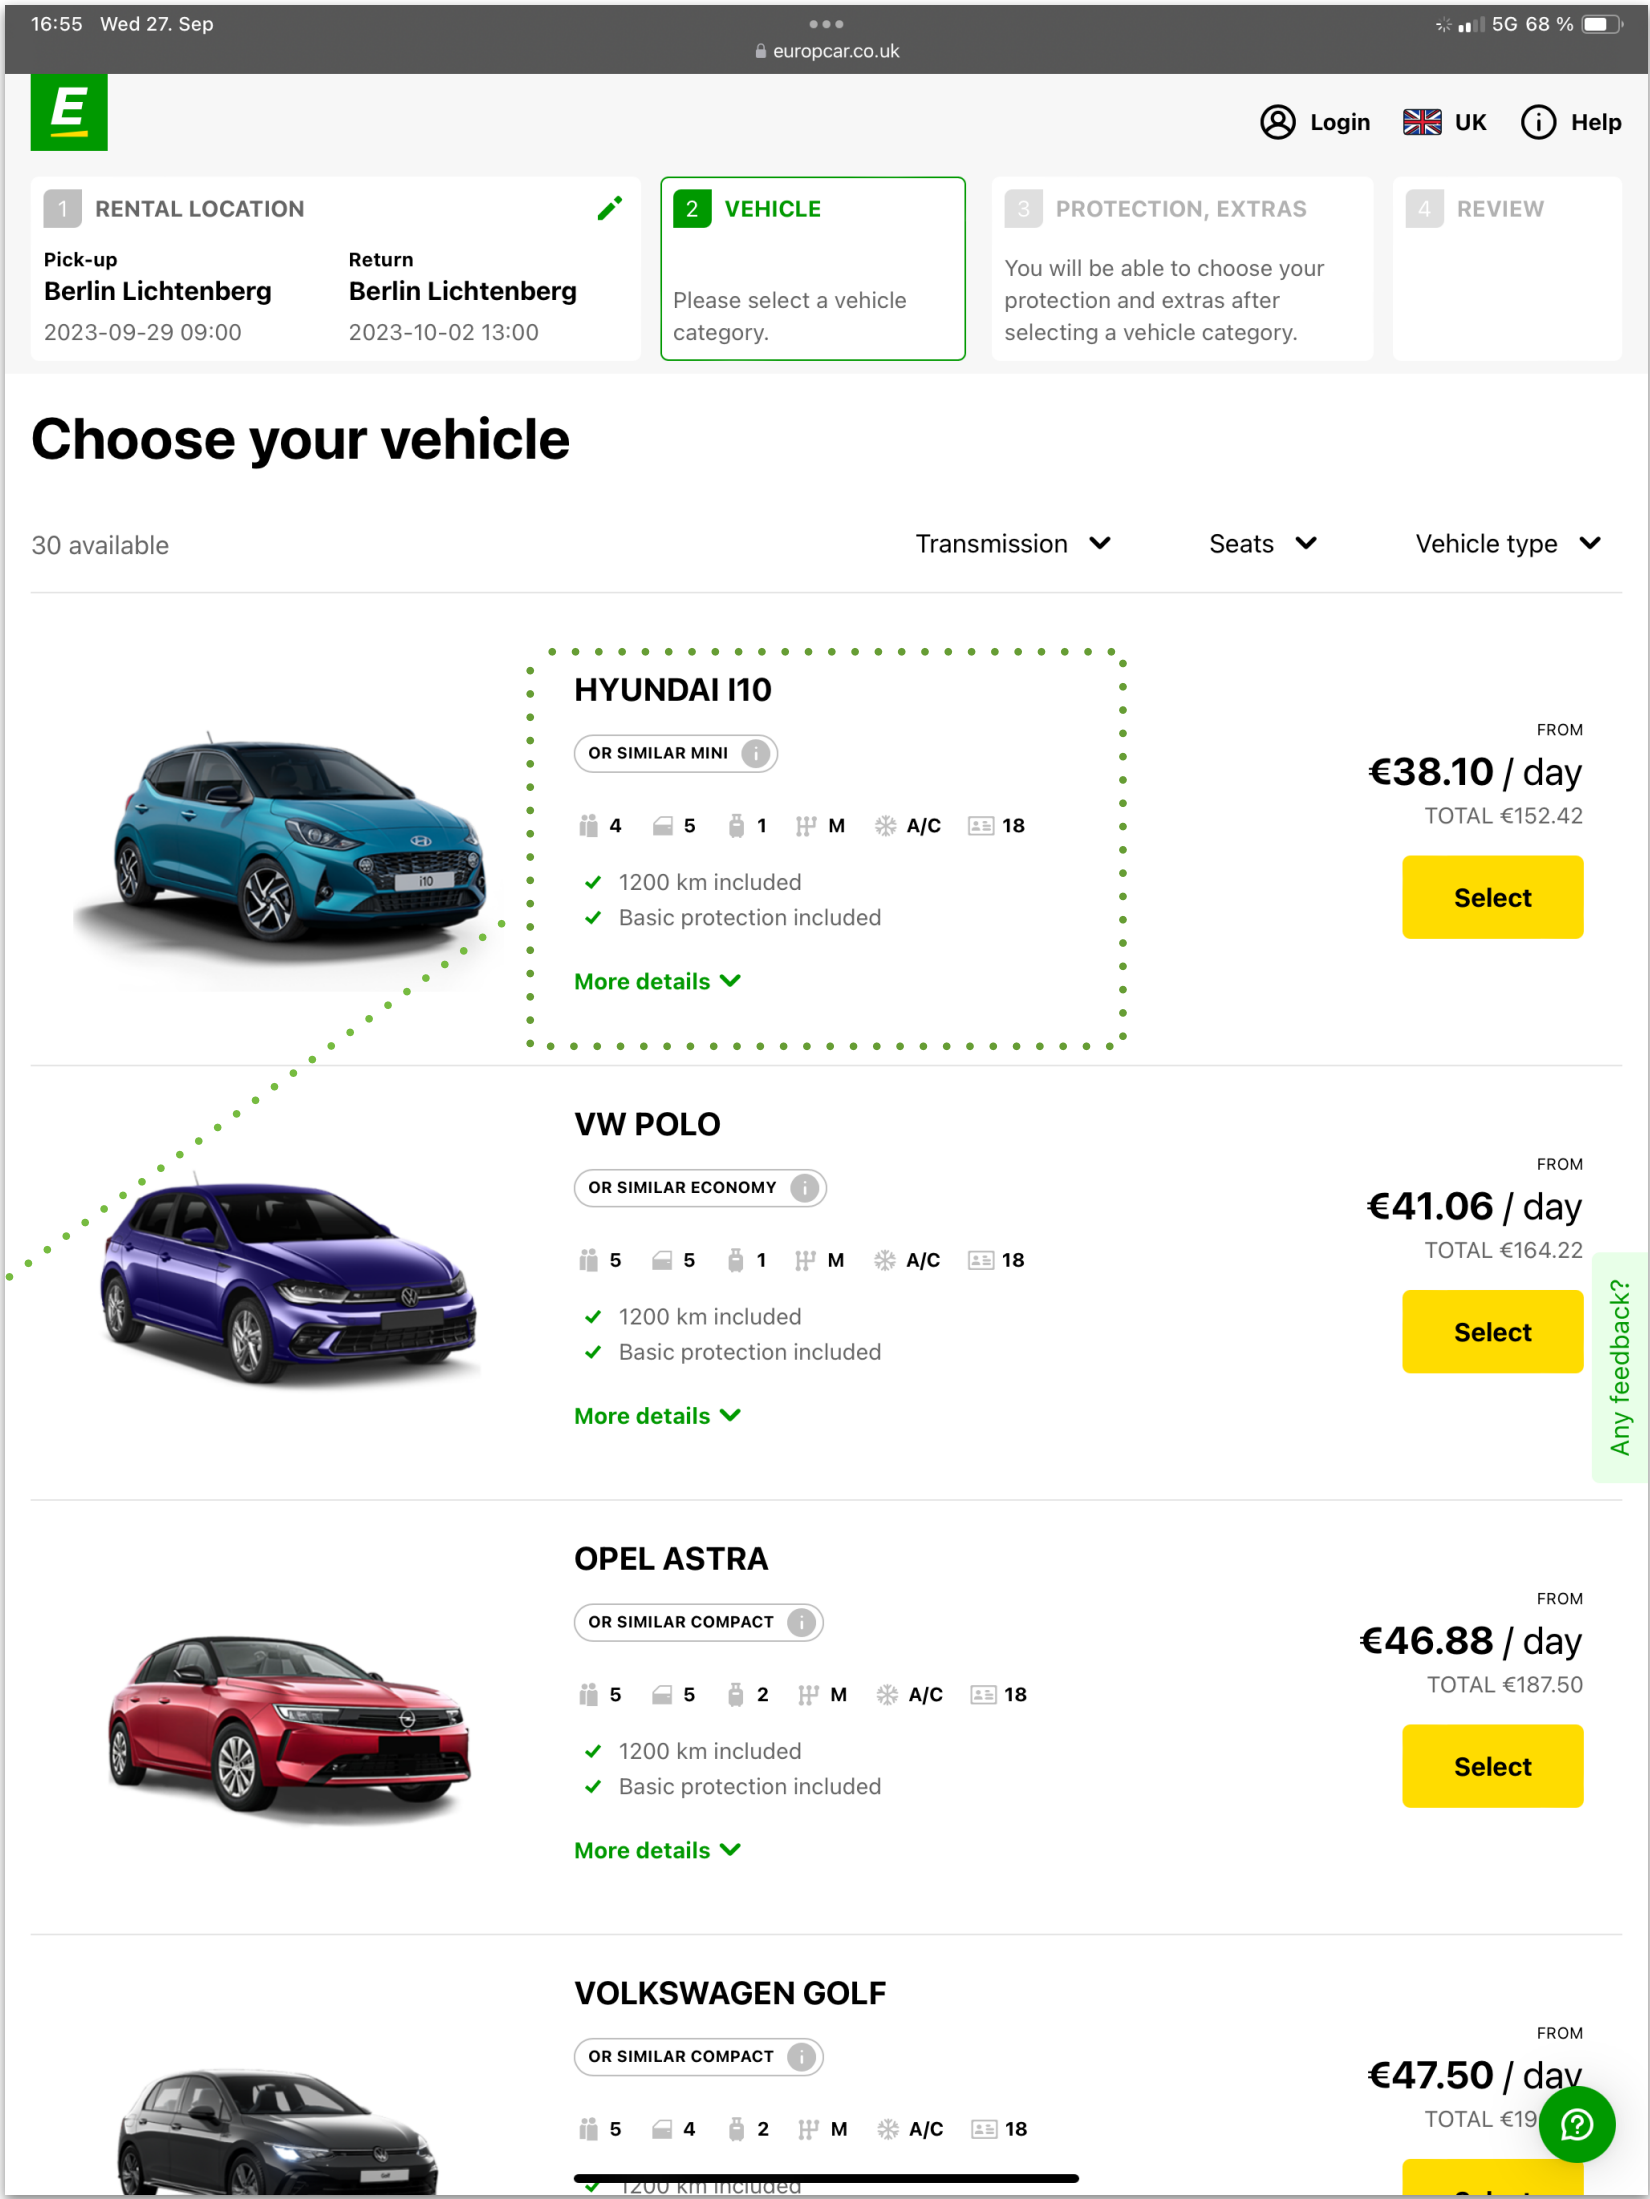 16:55 Wed 27. Sep
5G 68 %
europcar.co.uk
E
Login UK Help
1 RENTAL LOCATION
Pick-up Return
Berlin Lichtenberg Berlin Lichtenberg
2023-09-29 09:00 2023-10-02 13:00
2 VEHICLE
Please select a vehicle
category.
3 PROTECTION, EXTRAS
You will be able to choose your
protection and extras after
selecting a vehicle category.
4 REVIEW
Choose your vehicle
30 available
Transmission Seats Vehicle type
HYUNDAI I10
OR SIMILAR MINI i
4 5 1 M A/C 18
1200 km included
Basic protection included
More details
i10
FROM
€38.10 / day
TOTAL €152.42
Select
VW POLO
OR SIMILAR ECONOMY i
5 5 1 M A/C 18
1200 km included
Basic protection included
More details
FROM
€41.06 / day
TOTAL €164.22
Select
Any feedback?
OPEL ASTRA
OR SIMILAR COMPACT i
5 5 2 M A/C 18
1200 km included
Basic protection included
More details
FROM
€46.88 / day
TOTAL €187.50
Select
VOLKSWAGEN GOLF
OR SIMILAR COMPACT i
5 4 2 M A/C 18
1200 km included
FROM
€47.50 / day
TOTAL €19